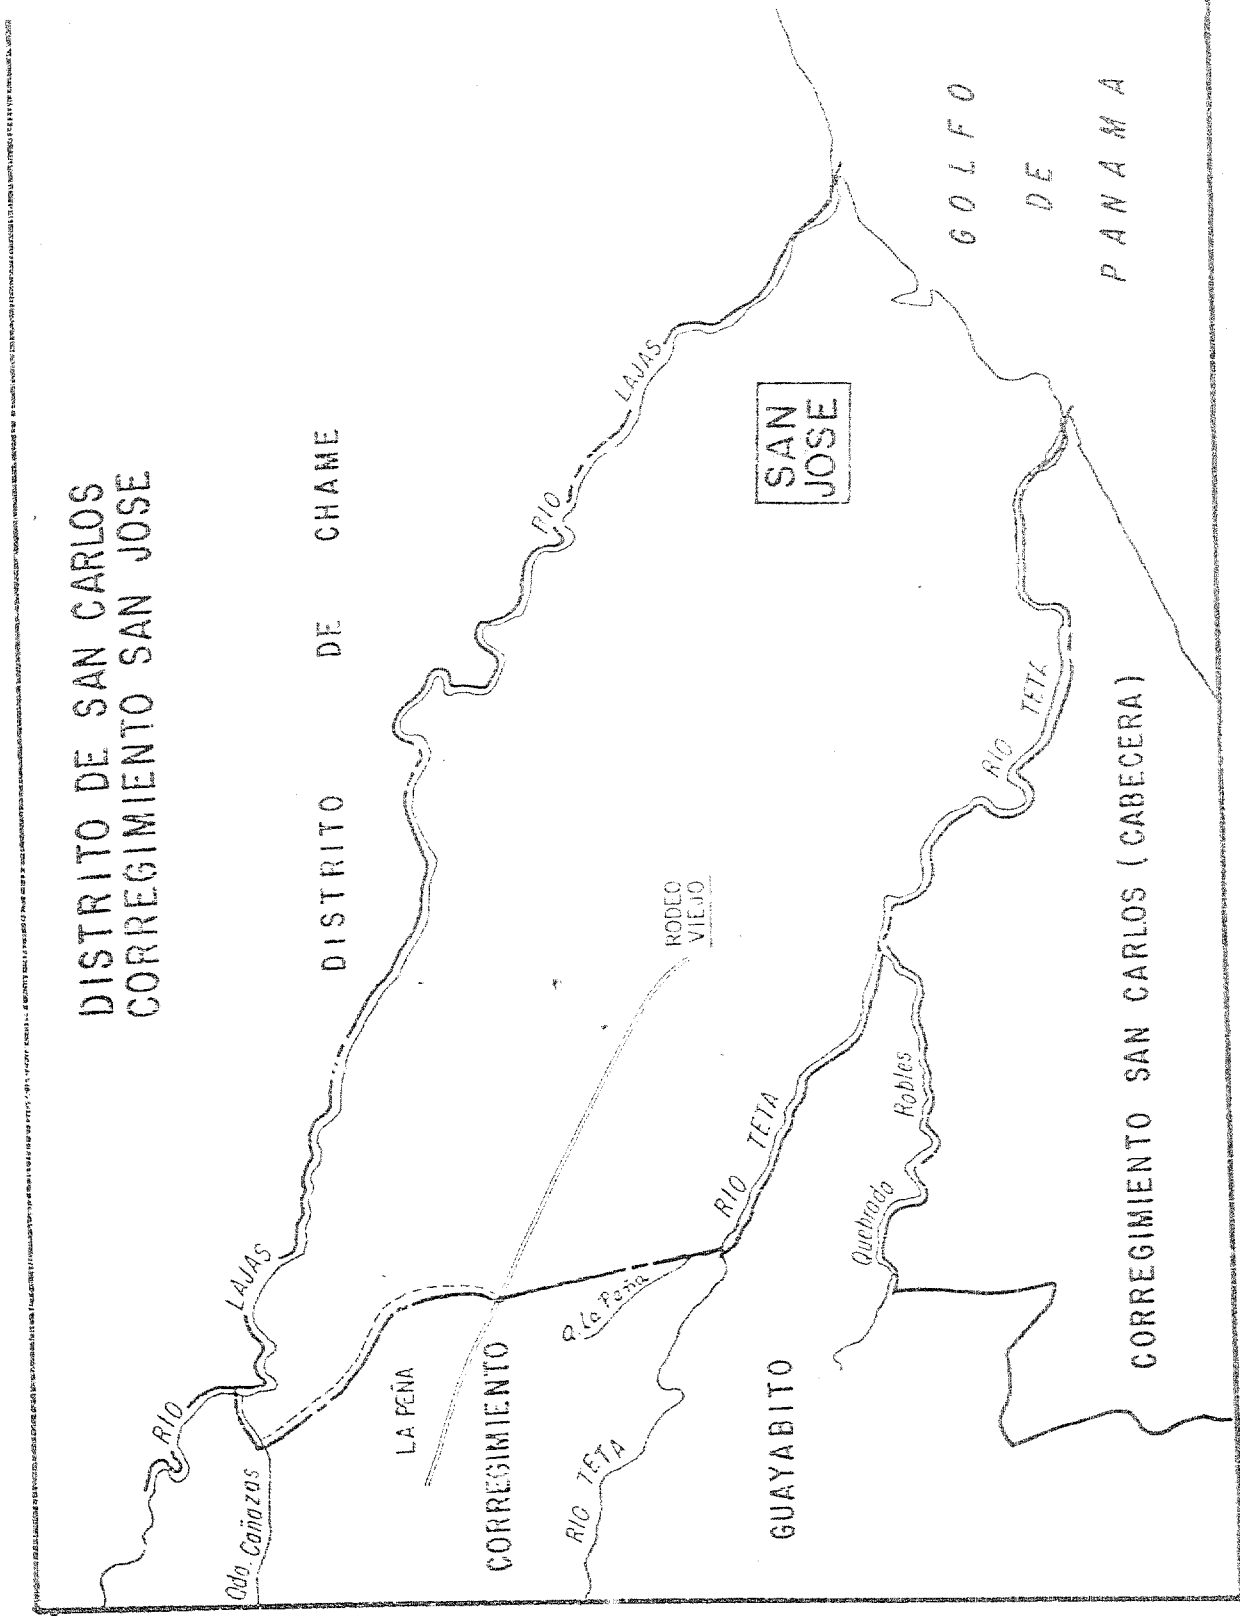 DISTRITO DE SAN CARLOS
CORREGIMIENTO SAN JOSE
DISTRITO DE CHAME
RIO
LAJAS
RIO
LAJAS
Qda. Cañazas
LA PEÑA
CORREGIMIENTO
GUAYABITO
RODEO
VIEJO
Q. La Peña
RIO TETA
RIO TETA
RIO TETA
Quebrada
Robles
SAN
JOSE
GOLFO
DE
PANAMA
CORREGIMIENTO SAN CARLOS (CABECERA)